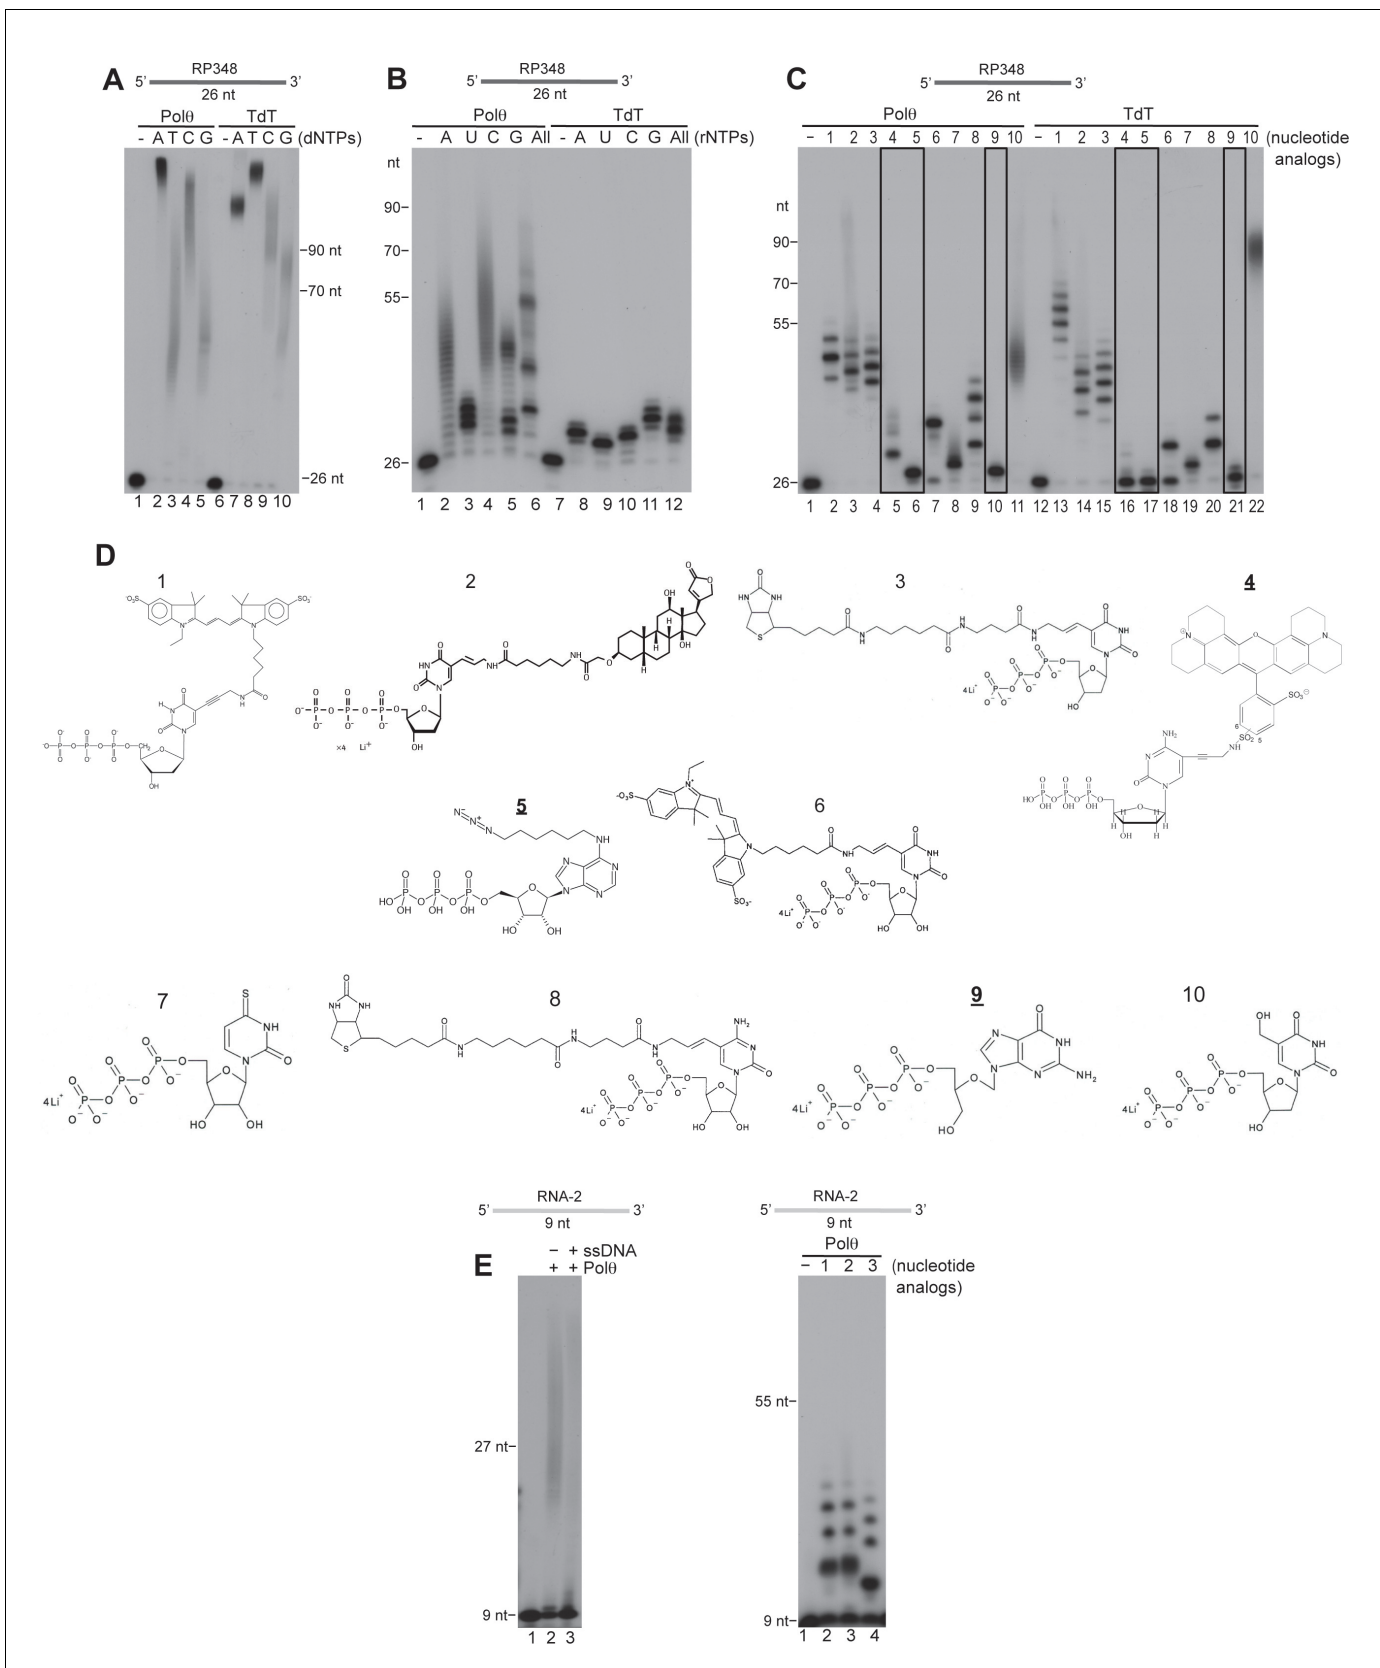 A
RP348
5’ 3’
26 nt
Polθ TdT
- A T C G - A T C G (dNTPs)
–90 nt
–70 nt
–26 nt
1 2 3 4 5 6 7 8 9 10
B
RP348
5’ 3’
26 nt
Polθ TdT
- A U C G All - A U C G All (rNTPs)
nt
90–
70–
55–
26–
1 2 3 4 5 6 7 8 9 10 11 12
C
RP348
5’ 3’
26 nt
Polθ TdT
– 1 2 3 4 5 6 7 8 9 10 – 1 2 3 4 5 6 7 8 9 10 (nucleotide
analogs)
nt
90–
70–
55–
26–
1 2 3 4 5 6 7 8 9 10 11 12 13 14 15 16 17 18 19 20 21 22
D
1
2
3
4
5
6
7
8
9
10
×4 Li⁺
4Li⁺
4Li⁺
4Li⁺
4Li⁺
4Li⁺
4Li⁺
E
RNA-2
5’ 3’
9 nt
– + ssDNA
+ + Polθ
27 nt–
9 nt–
1 2 3
RNA-2
5’ 3’
9 nt
Polθ
– 1 2 3 (nucleotide
analogs)
55 nt–
9 nt–
1 2 3 4